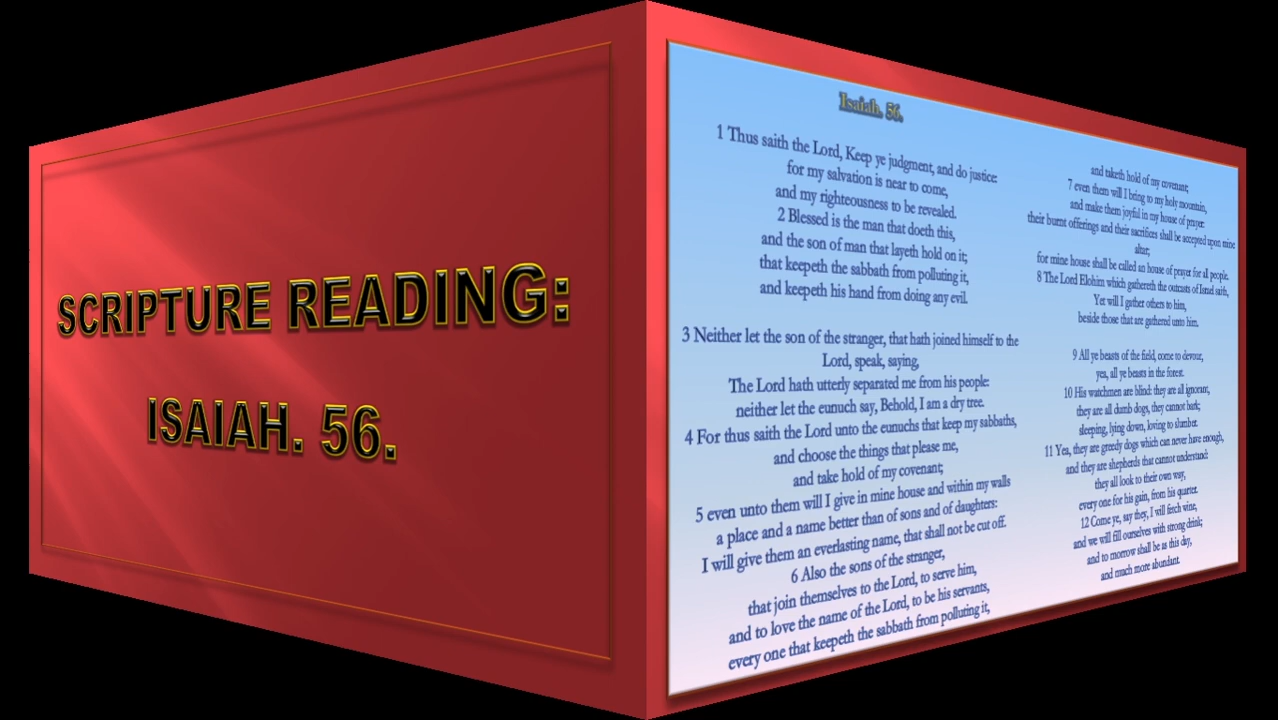 SCRIPTURE READING:
ISAIAH. 56.
Isaiah. 56.
1 Thus saith the Lord, Keep ye judgment, and do justice:
for my salvation is near to come,
and my righteousness to be revealed.
2 Blessed is the man that doeth this,
and the son of man that layeth hold on it;
that keepeth the sabbath from polluting it,
and keepeth his hand from doing any evil.
3 Neither let the son of the stranger, that hath joined himself to the
Lord, speak, saying,
The Lord hath utterly separated me from his people:
neither let the eunuch say, Behold, I am a dry tree.
4 For thus saith the Lord unto the eunuchs that keep my sabbaths,
and choose the things that please me,
and take hold of my covenant;
5 even unto them will I give in mine house and within my walls
a place and a name better than of sons and of daughters:
I will give them an everlasting name, that shall not be cut off.
6 Also the sons of the stranger,
that join themselves to the Lord, to serve him,
and to love the name of the Lord, to be his servants,
every one that keepeth the sabbath from polluting it,
and taketh hold of my covenant;
7 even them will I bring to my holy mountain,
and make them joyful in my house of prayer:
their burnt offerings and their sacrifices shall be accepted upon mine
altar;
for mine house shall be called an house of prayer for all people.
8 The Lord Elohim which gathereth the outcasts of Israel saith,
Yet will I gather others to him,
beside those that are gathered unto him.
9 All ye beasts of the field, come to devour,
yea, all ye beasts in the forest.
10 His watchmen are blind: they are all ignorant,
they are all dumb dogs, they cannot bark;
sleeping, lying down, loving to slumber.
11 Yea, they are greedy dogs which can never have enough,
and they are shepherds that cannot understand:
they all look to their own way,
every one for his gain, from his quarter.
12 Come ye, say they, I will fetch wine,
and we will fill ourselves with strong drink;
and to morrow shall be as this day,
and much more abundant.